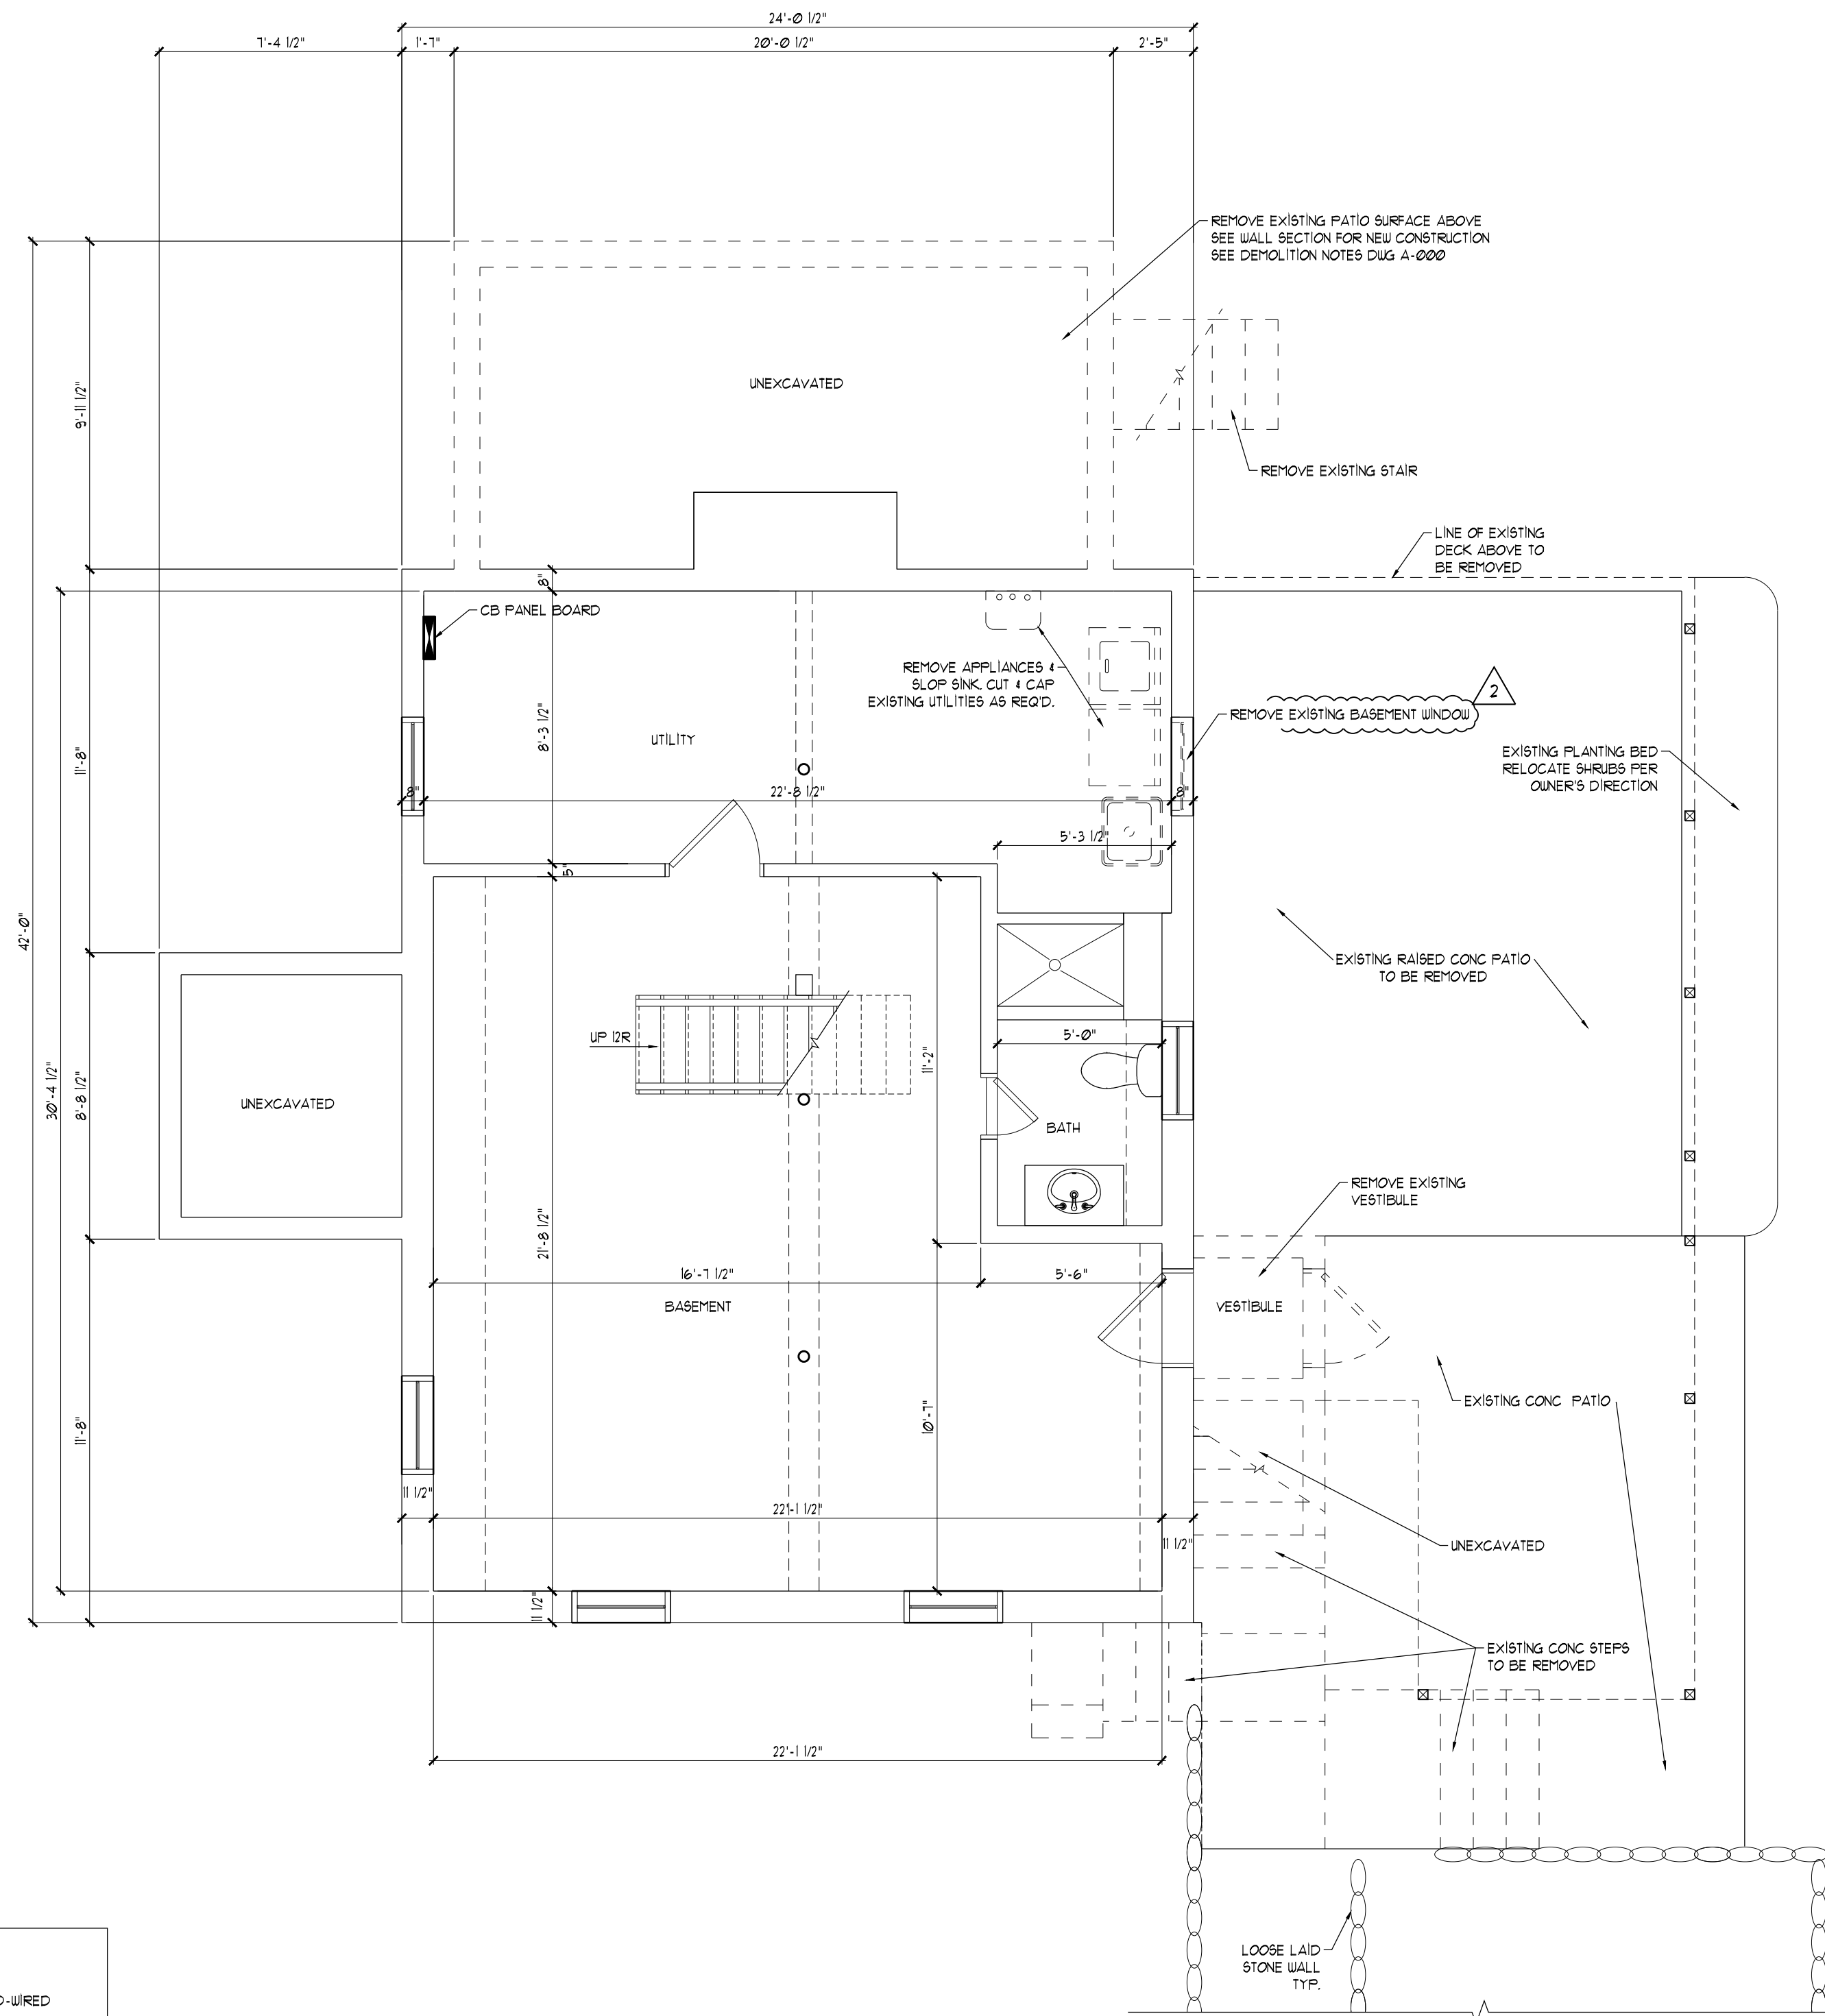 24'-0 1/2"
7'-4 1/2"
1'-7"
20'-0 1/2"
2'-5"
REMOVE EXISTING PATIO SURFACE ABOVE
SEE WALL SECTION FOR NEW CONSTRUCTION
SEE DEMOLITION NOTES DWG A-000
9'-11 1/2"
UNEXCAVATED
REMOVE EXISTING STAIR
LINE OF EXISTING
DECK ABOVE TO
BE REMOVED
8"
CB PANEL BOARD
REMOVE APPLIANCES &
SLOP SINK. CUT & CAP
EXISTING UTILITIES AS REQ'D.
2
REMOVE EXISTING BASEMENT WINDOW
8'-3 1/2"
UTILITY
11'-8"
EXISTING PLANTING BED
RELOCATE SHRUBS PER
OWNER'S DIRECTION
8"
22'-8 1/2"
8"
5'-3 1/2"
5"
42'-0"
EXISTING RAISED CONC PATIO
TO BE REMOVED
UP 12R
5'-0"
11'-2"
30'-4 1/2"
8'-8 1/2"
UNEXCAVATED
BATH
REMOVE EXISTING
VESTIBULE
21'-8 1/2"
16'-7 1/2"
5'-6"
BASEMENT
VESTIBULE
11'-8"
10'-7"
EXISTING CONC PATIO
11 1/2"
22'-1 1/2"
11 1/2"
UNEXCAVATED
11 1/2"
EXISTING CONC STEPS
TO BE REMOVED
22'-1 1/2"
LOOSE LAID
STONE WALL
TYP.
D-WIRED